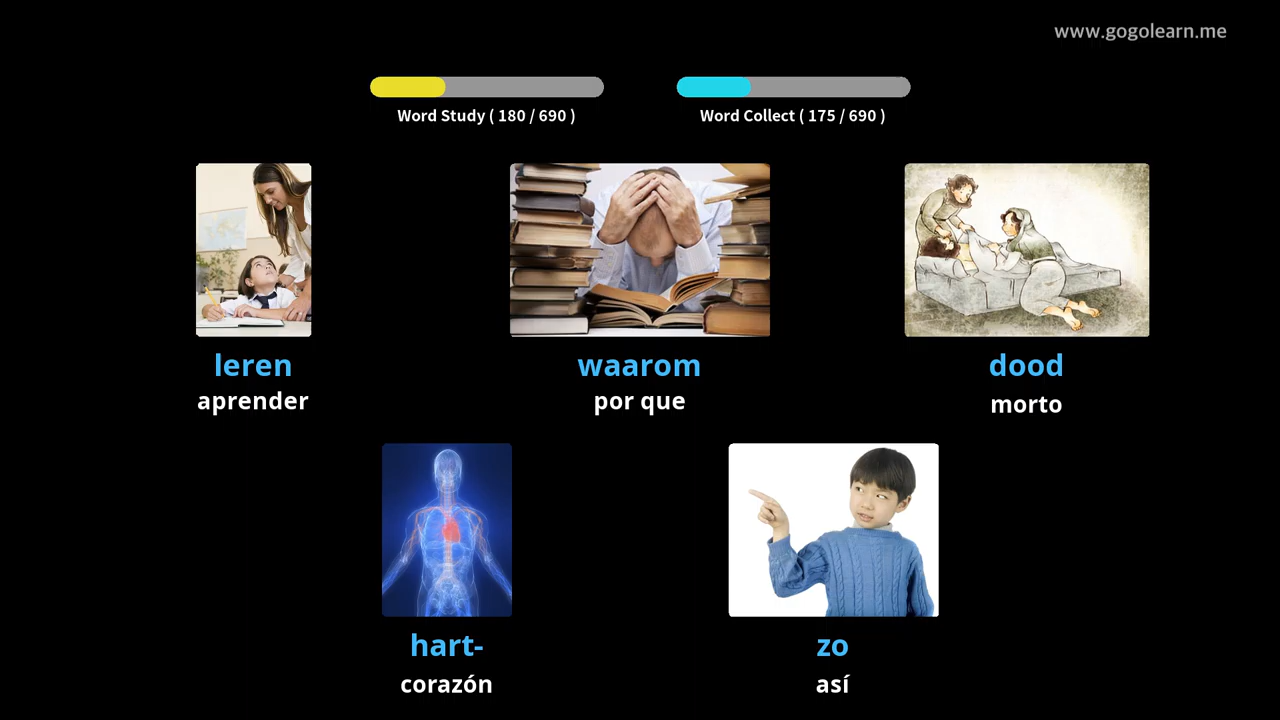 www.gogolearn.me
Word Study ( 180 / 690 )
Word Collect ( 175 / 690 )
leren
aprender
waarom
por que
dood
morto
hart-
corazón
zo
así